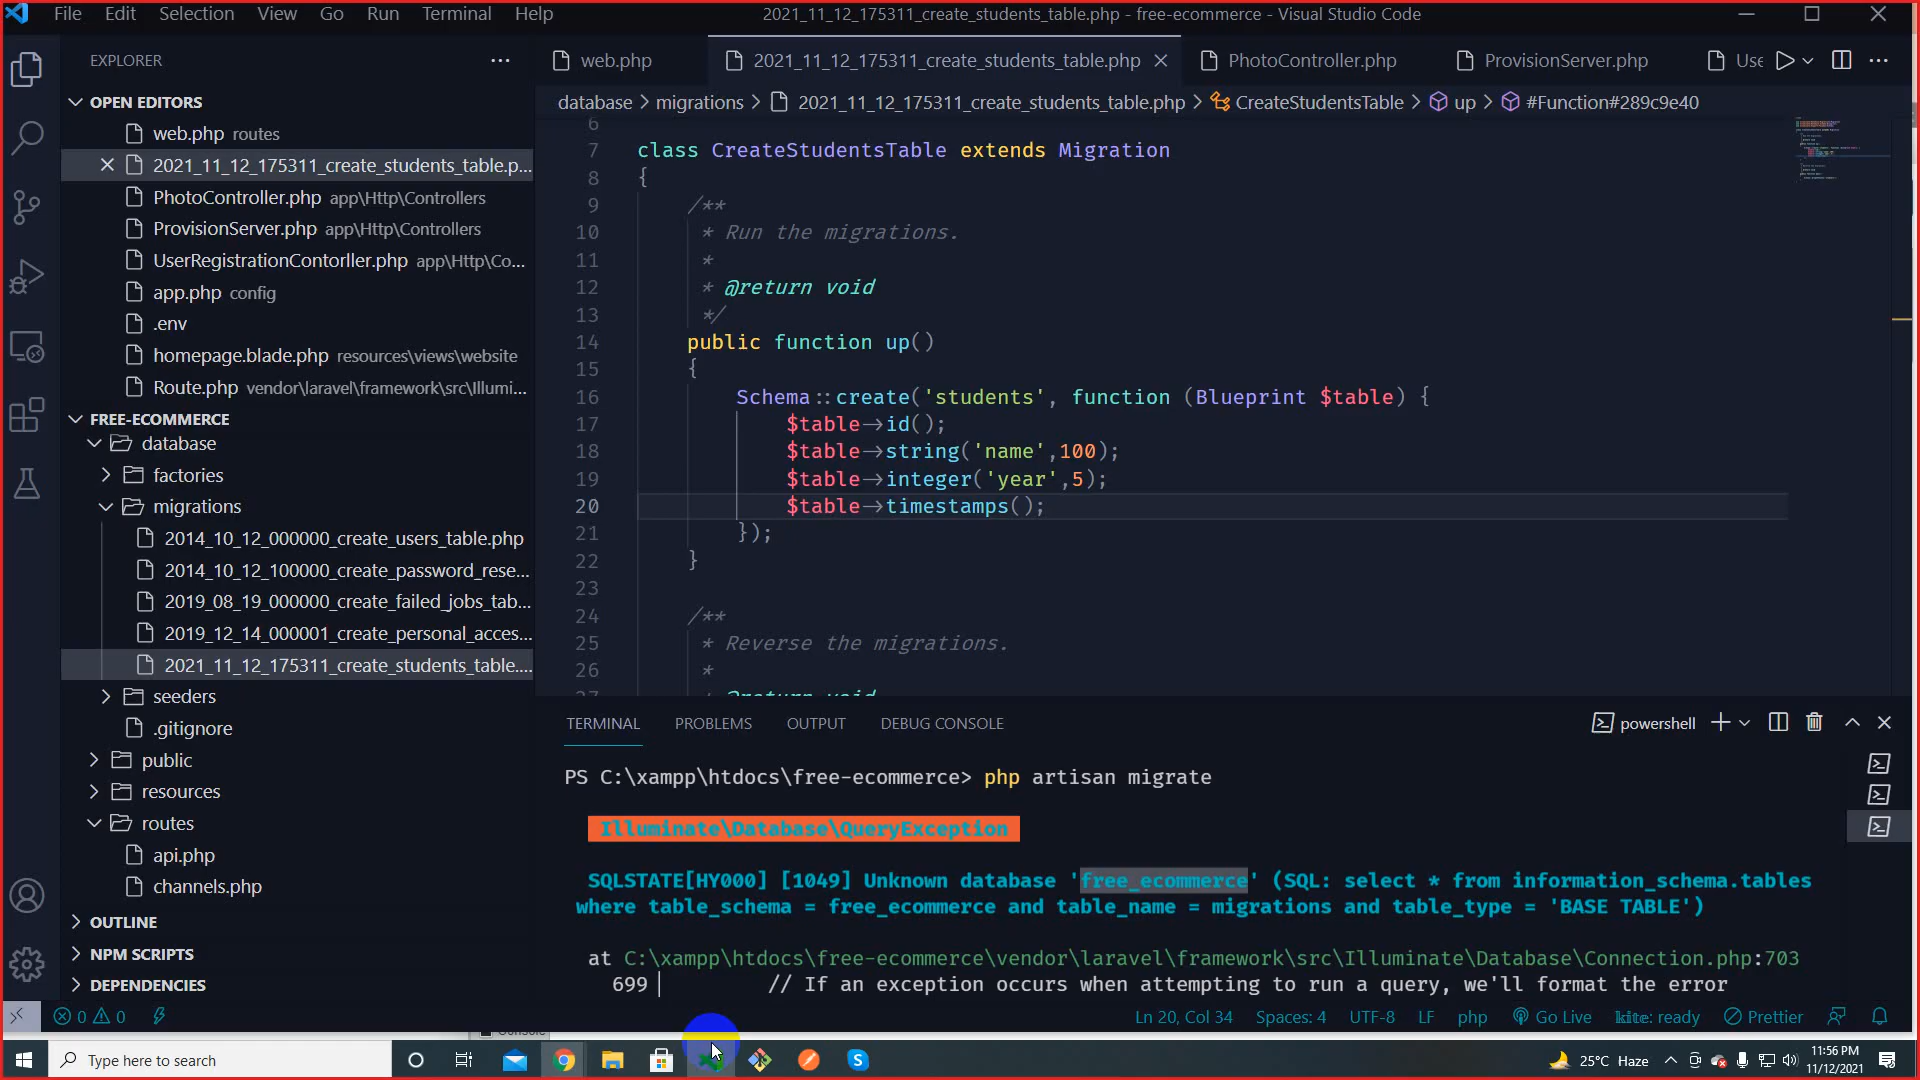 File Edit Selection View Go Run Terminal Help
2021_11_12_175311_create_students_table.php - free-ecommerce - Visual Studio Code
EXPLORER
OPEN EDITORS
web.php routes
2021_11_12_175311_create_students_table.p...
PhotoController.php app\Http\Controllers
ProvisionServer.php app\Http\Controllers
UserRegistrationContorller.php app\Http\Co...
app.php config
.env
homepage.blade.php resources\views\website
Route.php vendor\laravel\framework\src\Illumi...
FREE-ECOMMERCE
database
factories
migrations
2014_10_12_000000_create_users_table.php
2014_10_12_100000_create_password_rese...
2019_08_19_000000_create_failed_jobs_tab...
2019_12_14_000001_create_personal_acces...
2021_11_12_175311_create_students_table....
seeders
.gitignore
public
resources
routes
api.php
channels.php
OUTLINE
NPM SCRIPTS
DEPENDENCIES
web.php 2021_11_12_175311_create_students_table.php PhotoController.php ProvisionServer.php Use
database > migrations > 2021_11_12_175311_create_students_table.php > CreateStudentsTable > up > #Function#289c9e40
6
7 class CreateStudentsTable extends Migration
8 {
9 /**
10 * Run the migrations.
11 *
12 * @return void
13 */
14 public function up()
15 {
16 Schema::create('students', function (Blueprint $table) {
17 $table->id();
18 $table->string('name',100);
19 $table->integer('year',5);
20 $table->timestamps();
21 });
22 }
23
24 /**
25 * Reverse the migrations.
26 *
27 * @return void
TERMINAL PROBLEMS OUTPUT DEBUG CONSOLE
powershell
PS C:\xampp\htdocs\free-ecommerce> php artisan migrate
Illuminate\Database\QueryException
SQLSTATE[HY000] [1049] Unknown database 'free_ecommerce' (SQL: select * from information_schema.tables
where table_schema = free_ecommerce and table_name = migrations and table_type = 'BASE TABLE')
at C:\xampp\htdocs\free-ecommerce\vendor\laravel\framework\src\Illuminate\Database\Connection.php:703
699 | // If an exception occurs when attempting to run a query, we'll format the error
0 0
Ln 20, Col 34 Spaces: 4 UTF-8 LF php Go Live kite: ready Prettier
Console
Type here to search
25°C Haze
11:56 PM
11/12/2021